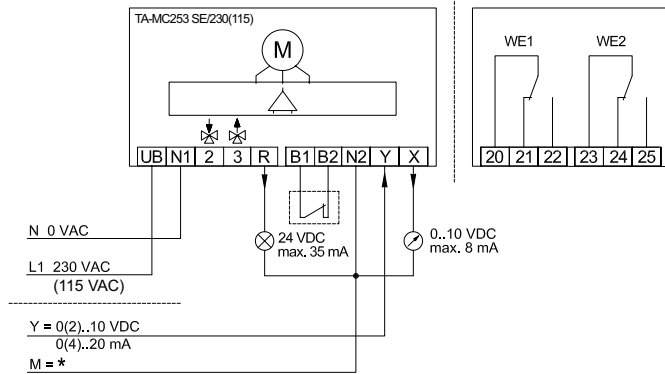 TA-MC253 SE/230(115)
M
WE1 WE2
UB N1 2 3 R B1 B2 N2 Y X
20 21 22 23 24 25
N 0 VAC
24 VDC
max. 35 mA
0..10 VDC
max. 8 mA
L1 230 VAC
(115 VAC)
Y = 0(2)..10 VDC
0(4)..20 mA
M = *